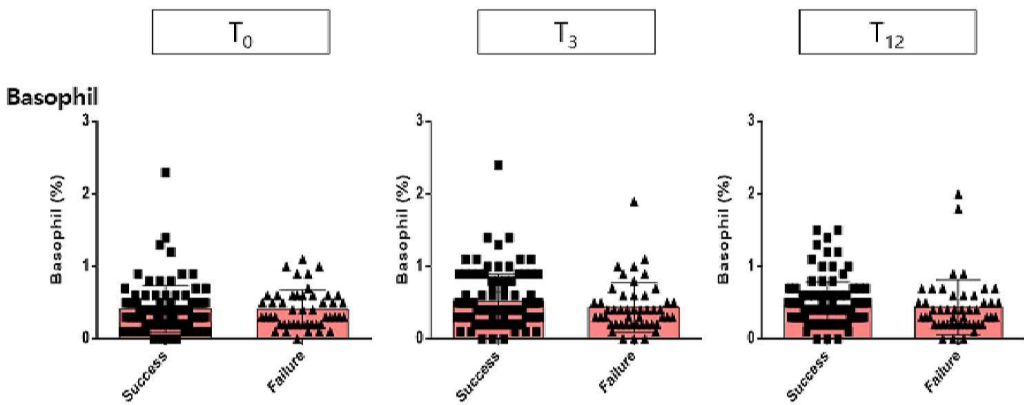 T0
T3
T12
Basophil
3
2
1
0
Basophil (%)
Success
Failure
3
2
1
0
Basophil (%)
Success
Failure
3
2
1
0
Basophil (%)
Success
Failure